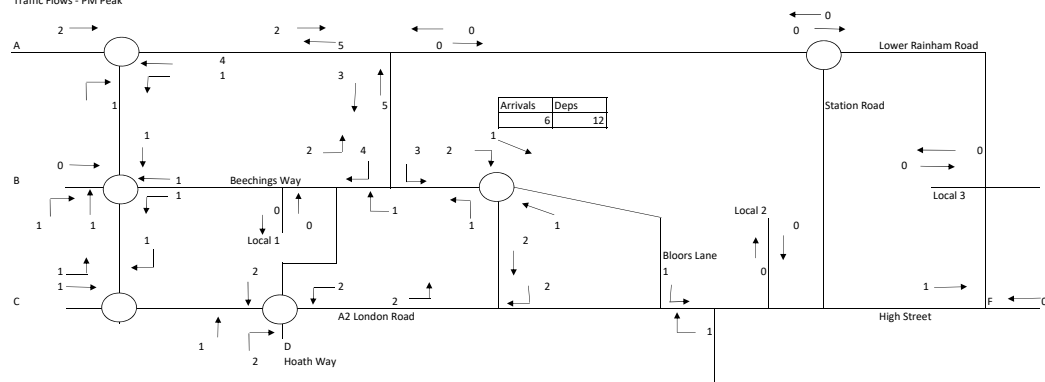 Traffic Flows - PM Peak
0
2 2 0 0
A 5 0 Lower Rainham Road
4
1 3
Arrivals Deps
1 5 6 12 Station Road
1 1
0 2 4 3 2 0
B 1 Beechings Way 0
1 Local 3
1 1 0 1 1 1 Local 2 0
1 Local 1 0 2
Bloors Lane
1 2 1 0
1 2 2 2 1
C A2 London Road High Street F 0
1
1 D
2 Hoath Way